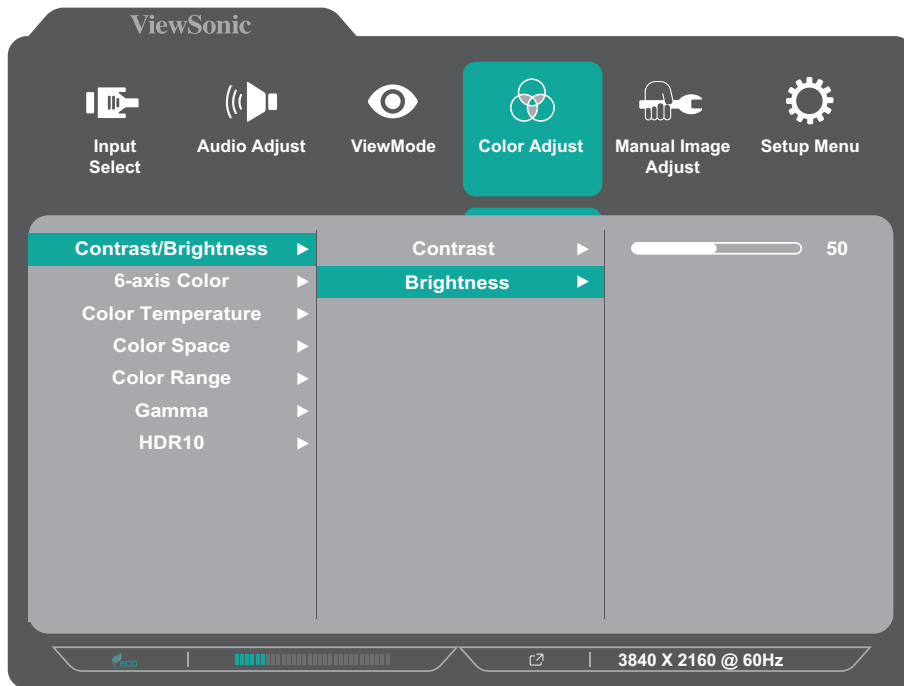 ViewSonic
Input Select
Audio Adjust
ViewMode
Color Adjust
Manual Image Adjust
Setup Menu
Contrast/Brightness
6-axis Color
Color Temperature
Color Space
Color Range
Gamma
HDR10
Contrast
Brightness
50
eco
3840 X 2160 @ 60Hz